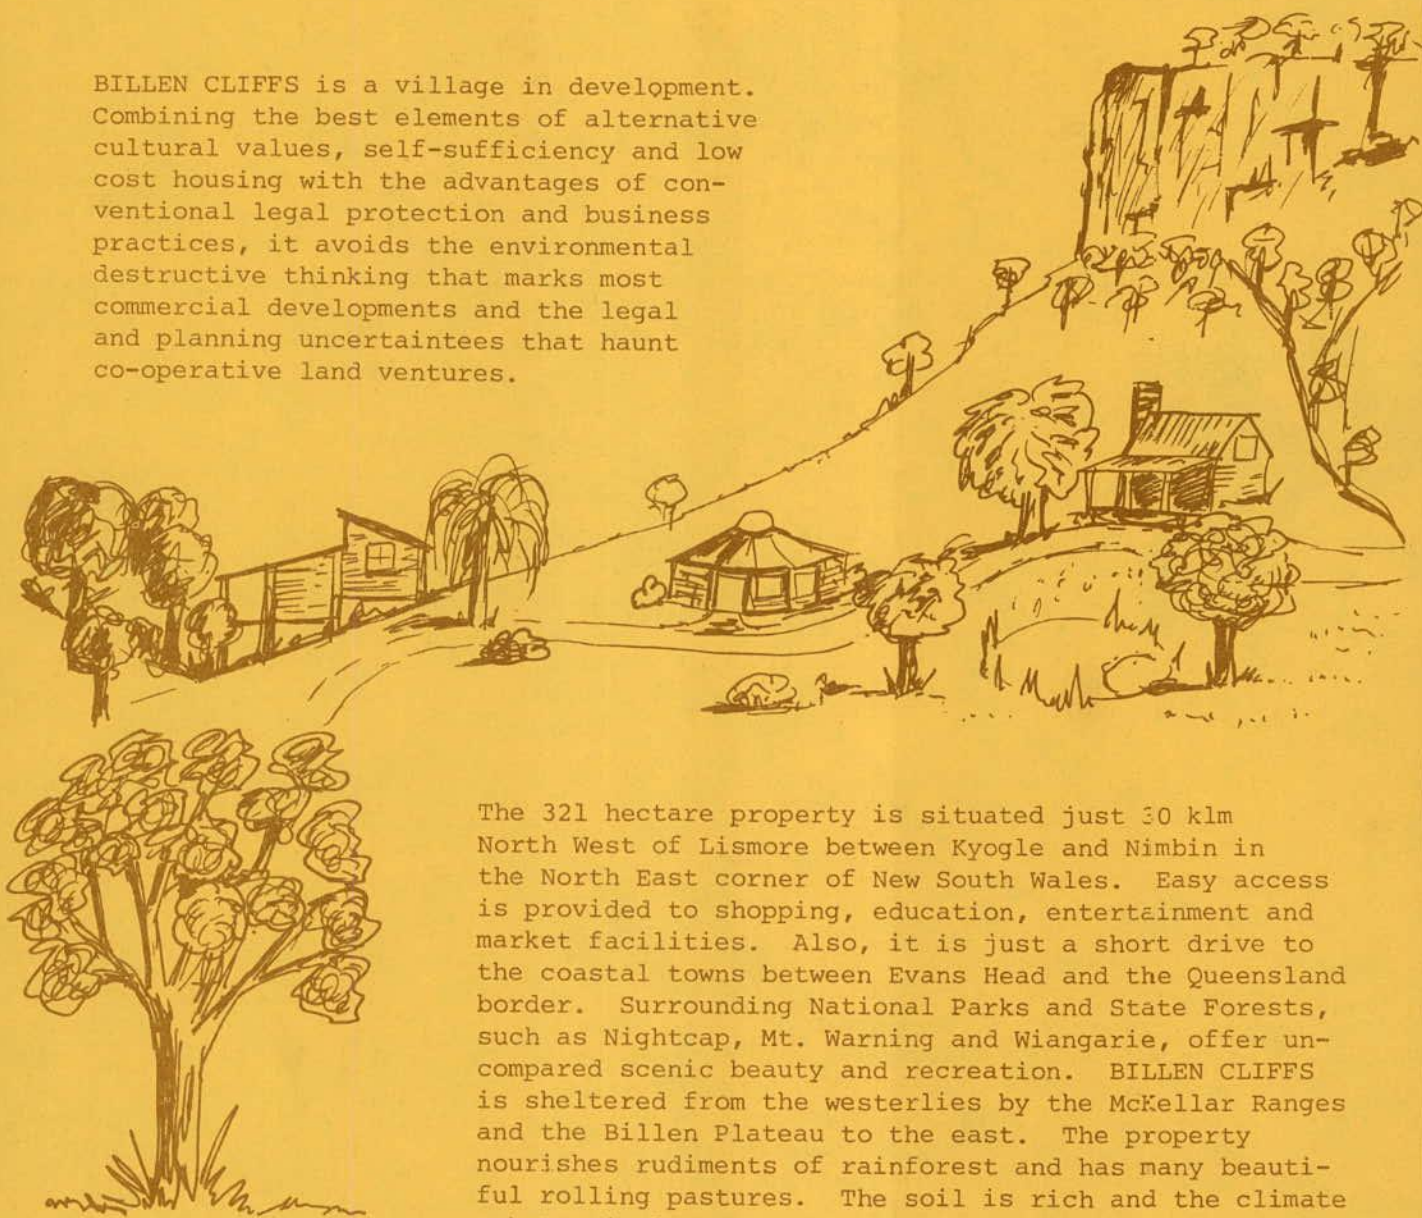 BILLEN CLIFFS is a village in development.
Combining the best elements of alternative
cultural values, self-sufficiency and low
cost housing with the advantages of con-
ventional legal protection and business
practices, it avoids the environmental
destructive thinking that marks most
commercial developments and the legal
and planning uncertaintees that haunt
co-operative land ventures.
The 321 hectare property is situated just klm
North West of Lismore between Kyogle and Nimbin in
the North East corner of New South Wales. Easy access
is provided to shopping, education, entertainment and
market facilities. Also, it is just a short drive to
the coastal towns between Evans Head and the Queensland
border. Surrounding National Parks and State Forests,
such as Nightcap, Mt. Warning and Wiangarie, offer un-
compared scenic beauty and recreation. BILLEN CLIFFS
is sheltered from the westerlies by the McKellar Ranges
and the Billen Plateau to the east. The property
nourishes rudiments of rainforest and has many beauti-
ful rolling pastures. The soil is rich and the climate